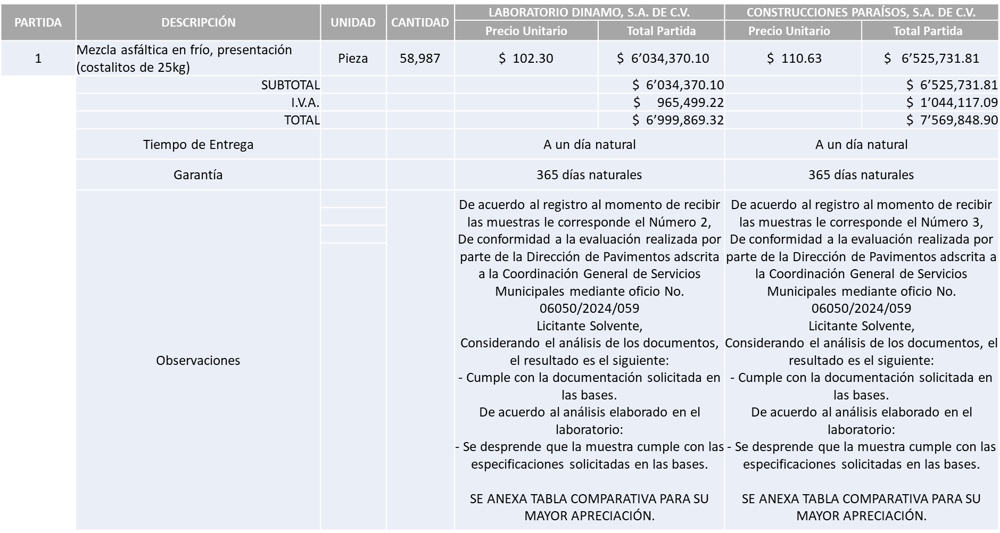 PARTIDA DESCRIPCIÓN UNIDAD CANTIDAD LABORATORIO DINAMO, S.A. DE C.V. CONSTRUCCIONES PARAÍSOS, S.A. DE C.V.
Precio Unitario Total Partida Precio Unitario Total Partida
1 Mezcla asfáltica en frío, presentación
(costalitos de 25kg) Pieza 58,987 $ 102.30 $ 6’034,370.10 $ 110.63 $ 6’525,731.81
SUBTOTAL $ 6’034,370.10 $ 6’525,731.81
I.V.A. $ 965,499.22 $ 1’044,117.09
TOTAL $ 6’999,869.32 $ 7’569,848.90
Tiempo de Entrega A un día natural A un día natural
Garantía 365 días naturales 365 días naturales
Observaciones
De acuerdo al registro al momento de recibir
las muestras le corresponde el Número 2,
De conformidad a la evaluación realizada por
parte de la Dirección de Pavimentos adscrita
a la Coordinación General de Servicios
Municipales mediante oficio No.
06050/2024/059
Licitante Solvente,
Considerando el análisis de los documentos,
el resultado es el siguiente:
- Cumple con la documentación solicitada en
las bases.
De acuerdo al análisis elaborado en el
laboratorio:
- Se desprende que la muestra cumple con las
especificaciones solicitadas en las bases.
SE ANEXA TABLA COMPARATIVA PARA SU
MAYOR APRECIACIÓN.
De acuerdo al registro al momento de recibir
las muestras le corresponde el Número 3,
De conformidad a la evaluación realizada por
parte de la Dirección de Pavimentos adscrita a
la Coordinación General de Servicios
Municipales mediante oficio No.
06050/2024/059
Licitante Solvente,
Considerando el análisis de los documentos, el
resultado es el siguiente:
- Cumple con la documentación solicitada en
las bases.
De acuerdo al análisis elaborado en el
laboratorio:
- Se desprende que la muestra cumple con las
especificaciones solicitadas en las bases.
SE ANEXA TABLA COMPARATIVA PARA SU
MAYOR APRECIACIÓN.